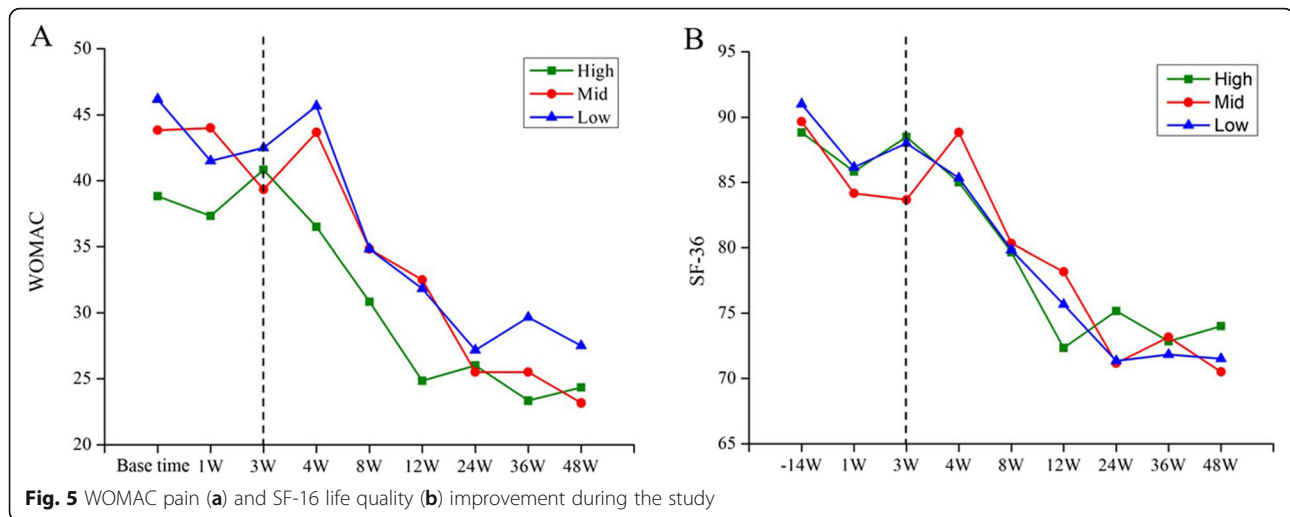 A
WOMAC
50
45
40
35
30
25
20
High
Mid
Low
Base time 1W 3W 4W 8W 12W 24W 36W 48W
B
SF-36
95
90
85
80
75
70
65
High
Mid
Low
-14W 1W 3W 4W 8W 12W 24W 36W 48W
Fig. 5 WOMAC pain (a) and SF-16 life quality (b) improvement during the study